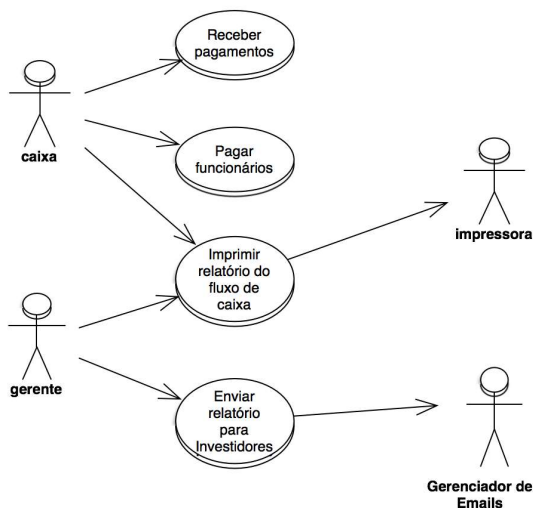 Receber
pagamentos
caixa
Pagar
funcionários
impressora
Imprimir
relatório do
fluxo de
caixa
gerente
Enviar
relatório
para
Investidores
Gerenciador de
Emails